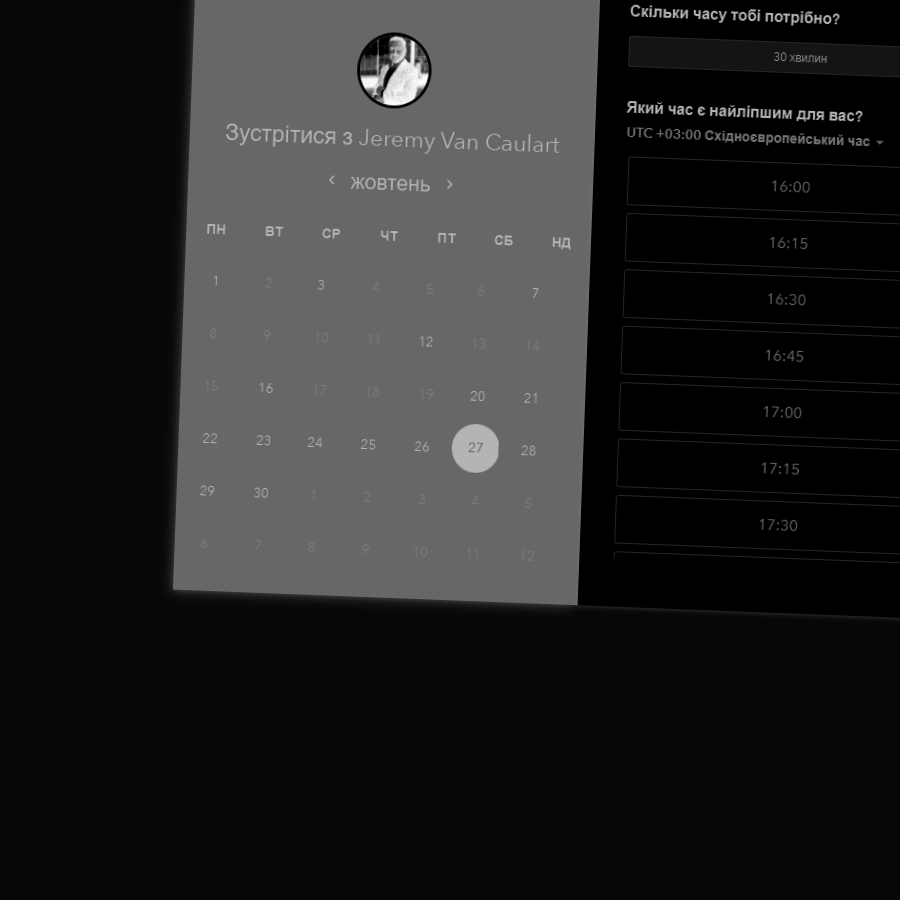 Зустрітися з Jeremy Van Caulart
‹ жовтень ›
ПН ВТ СР ЧТ ПТ СБ НД
1 2 3 4 5 6 7
8 9 10 11 12 13 14
15 16 17 18 19 20 21
22 23 24 25 26 27 28
29 30 1 2 3 4 5
6 7 8 9 10 11 12
Скільки часу тобі потрібно?
30 хвилин
Який час є найліпшим для вас?
UTC +03:00 Східноєвропейський час
16:00
16:15
16:30
16:45
17:00
17:15
17:30